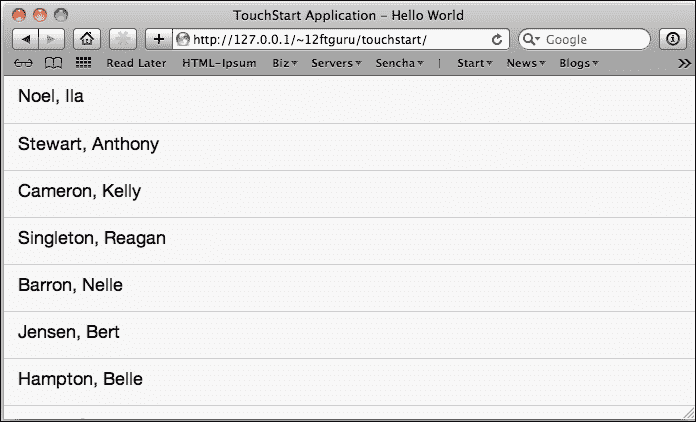 TouchStart Application – Hello World
http://127.0.0.1/~12ftguru/touchstart/
Google
Read Later HTML-Ipsum Biz Servers Sencha Start News Blogs
Noel, Ila
Stewart, Anthony
Cameron, Kelly
Singleton, Reagan
Barron, Nelle
Jensen, Bert
Hampton, Belle